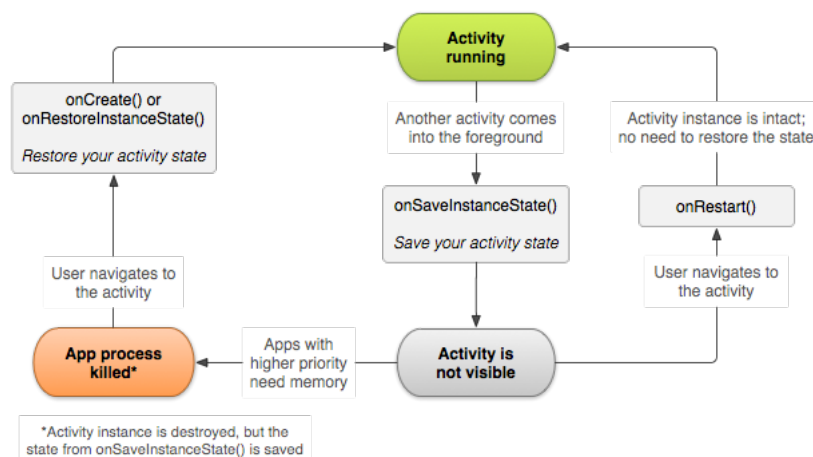 Activity
running
onCreate() or
onRestoreInstanceState()
Restore your activity state
Another activity comes
into the foreground
Activity instance is intact;
no need to restore the state
onSaveInstanceState()
Save your activity state
onRestart()
User navigates to
the activity
User navigates to
the activity
App process
killed*
Apps with
higher priority
need memory
Activity is
not visible
*Activity instance is destroyed, but the
state from onSaveInstanceState() is saved